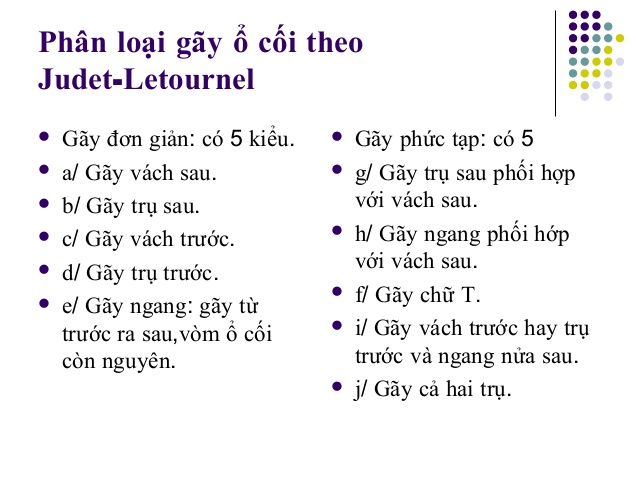 Phân loại gãy ổ cối theo
Judet-Letournel
Gãy đơn giản: có 5 kiểu.
a/ Gãy vách sau.
b/ Gãy trụ sau.
c/ Gãy vách trước.
d/ Gãy trụ trước.
e/ Gãy ngang: gãy từ
trước ra sau,vòm ổ cối
còn nguyên.
Gãy phức tạp: có 5
g/ Gãy trụ sau phối hợp
với vách sau.
h/ Gãy ngang phối hớp
với vách sau.
f/ Gãy chữ T.
i/ Gãy vách trước hay trụ
trước và ngang nửa sau.
j/ Gãy cả hai trụ.